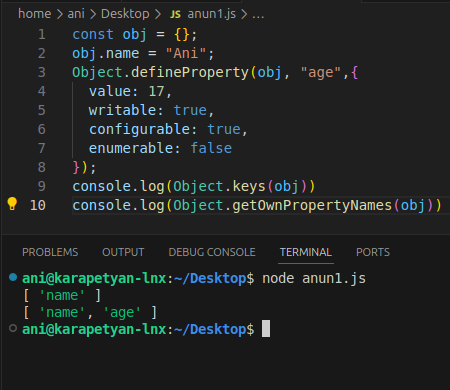 home > ani > Desktop > JS anun1.js > ...
1 const obj = {};
2 obj.name = "Ani";
3 Object.defineProperty(obj, "age",{
4 value: 17,
5 writable: true,
6 configurable: true,
7 enumerable: false
8 });
9 console.log(Object.keys(obj))
10 console.log(Object.getOwnPropertyNames(obj))
PROBLEMS OUTPUT DEBUG CONSOLE TERMINAL PORTS
ani@karapetyan-lnx:~/Desktop$ node anun1.js
[ 'name' ]
[ 'name', 'age' ]
ani@karapetyan-lnx:~/Desktop$